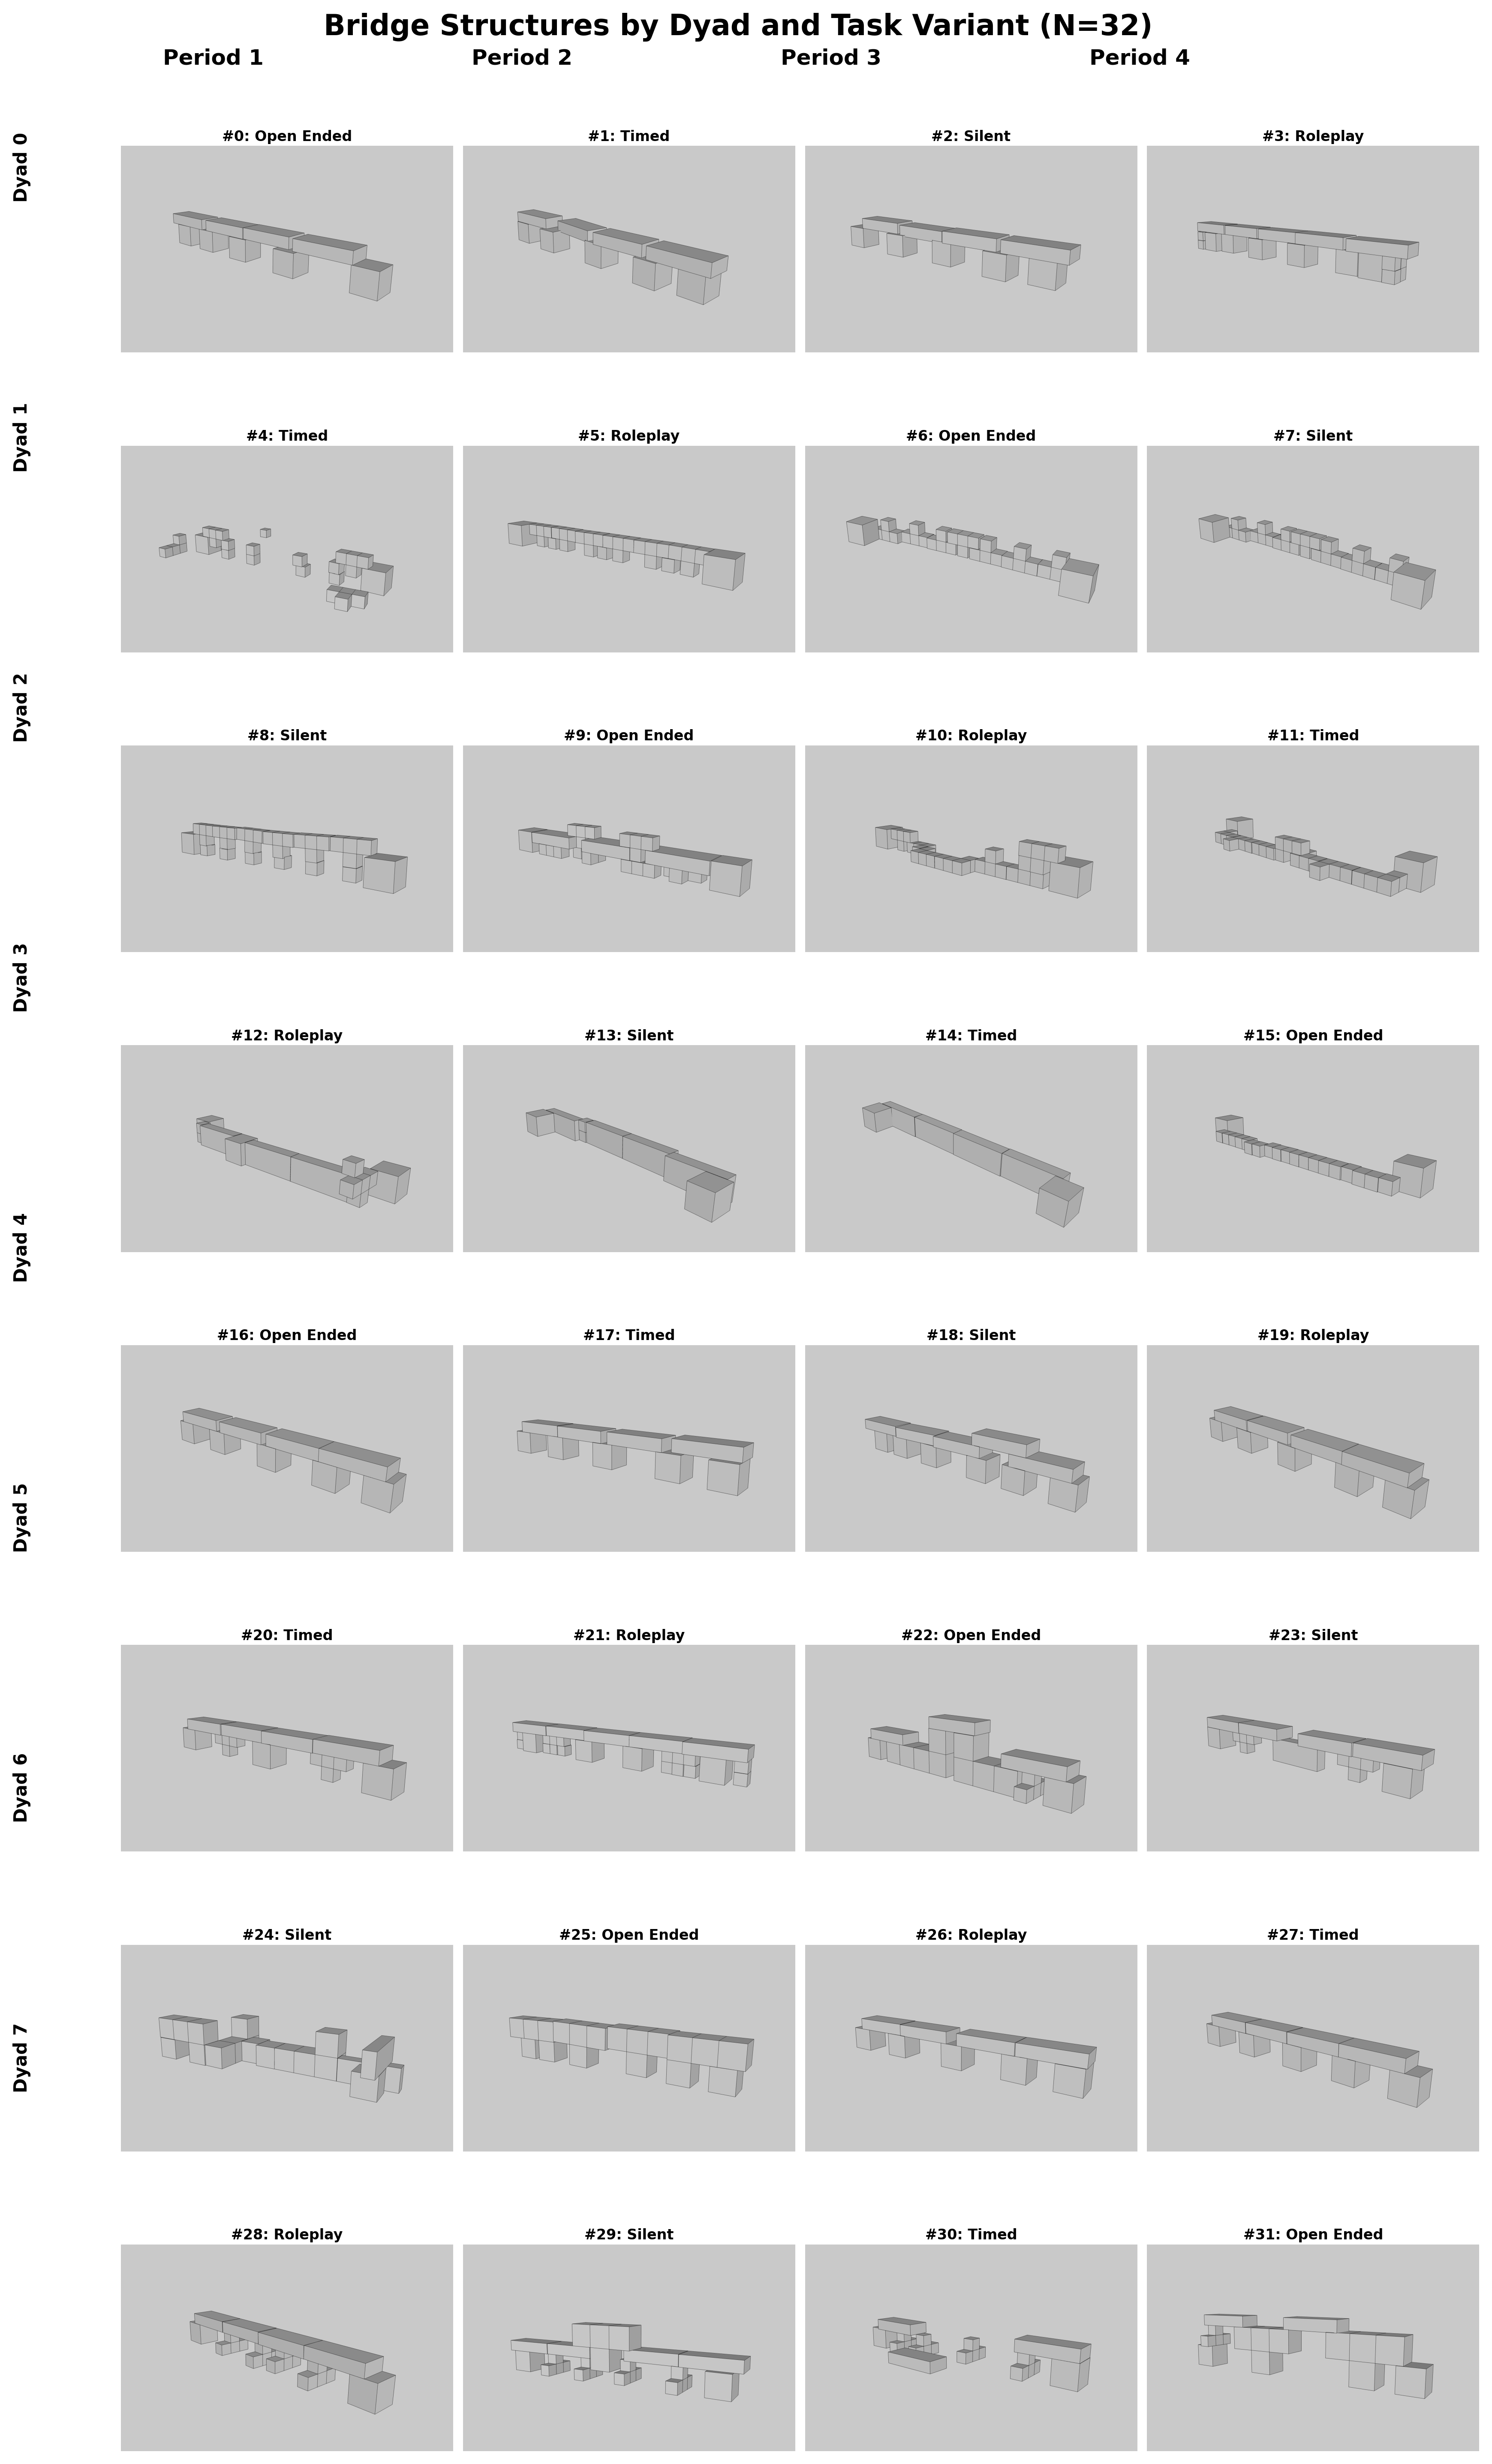 Bridge Structures by Dyad and Task Variant (N=32)
Period 1 Period 2 Period 3 Period 4
Dyad 0
#0: Open Ended #1: Timed #2: Silent #3: Roleplay
Dyad 1
#4: Timed #5: Roleplay #6: Open Ended #7: Silent
Dyad 2
#8: Silent #9: Open Ended #10: Roleplay #11: Timed
Dyad 3
#12: Roleplay #13: Silent #14: Timed #15: Open Ended
Dyad 4
#16: Open Ended #17: Timed #18: Silent #19: Roleplay
Dyad 5
#20: Timed #21: Roleplay #22: Open Ended #23: Silent
Dyad 6
#24: Silent #25: Open Ended #26: Roleplay #27: Timed
Dyad 7
#28: Roleplay #29: Silent #30: Timed #31: Open Ended